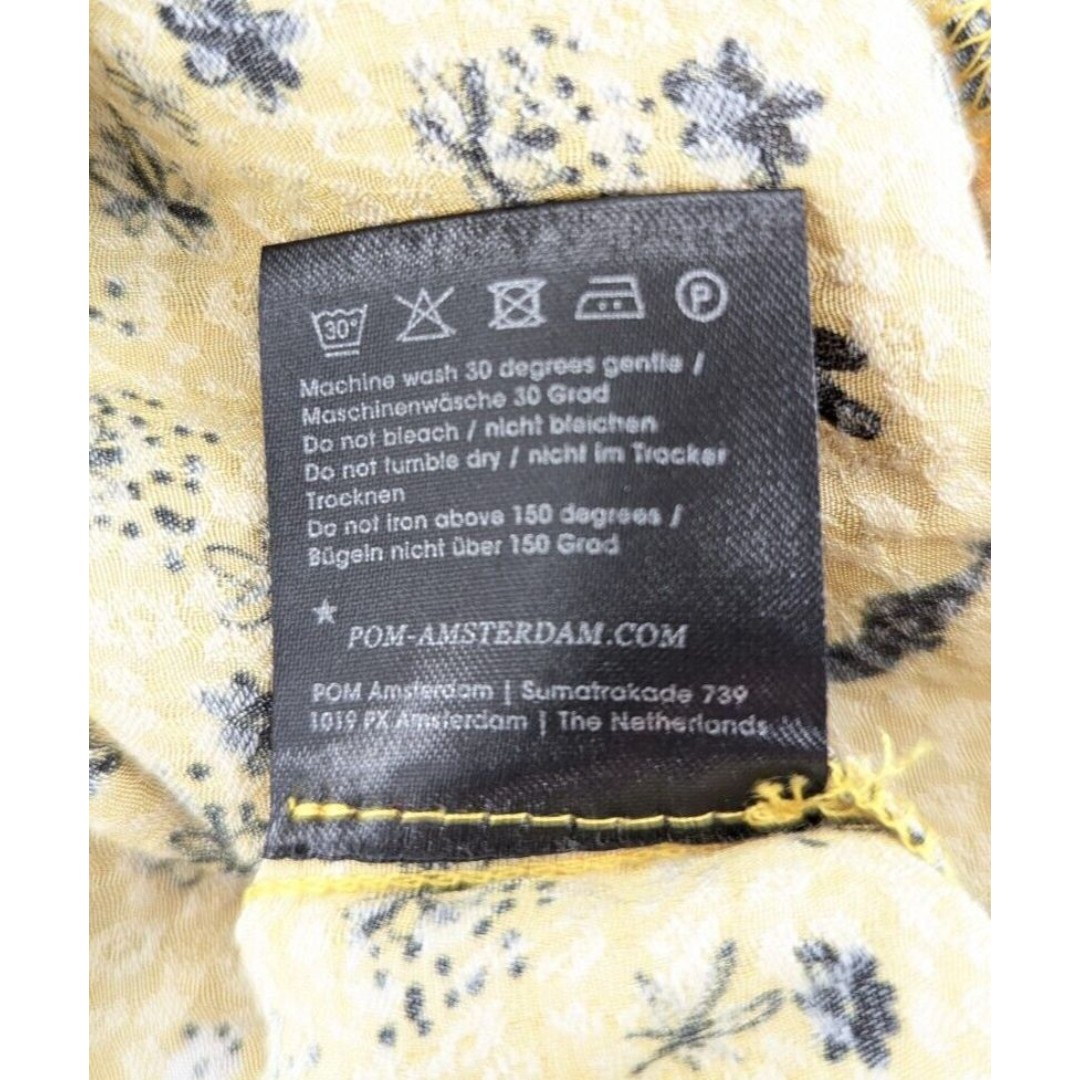 30°
P
Machine wash 30 degrees gentle /
Maschinenwäsche 30 Grad
Do not bleach / nicht bleichen
Do not tumble dry / nicht im Trocker
Trocknen
Do not iron above 150 degrees /
Bügeln nicht über 150 Grad
POM-AMSTERDAM.COM
POM Amsterdam | Sumatrakade 739
1019 PX Amsterdam | The Netherlands